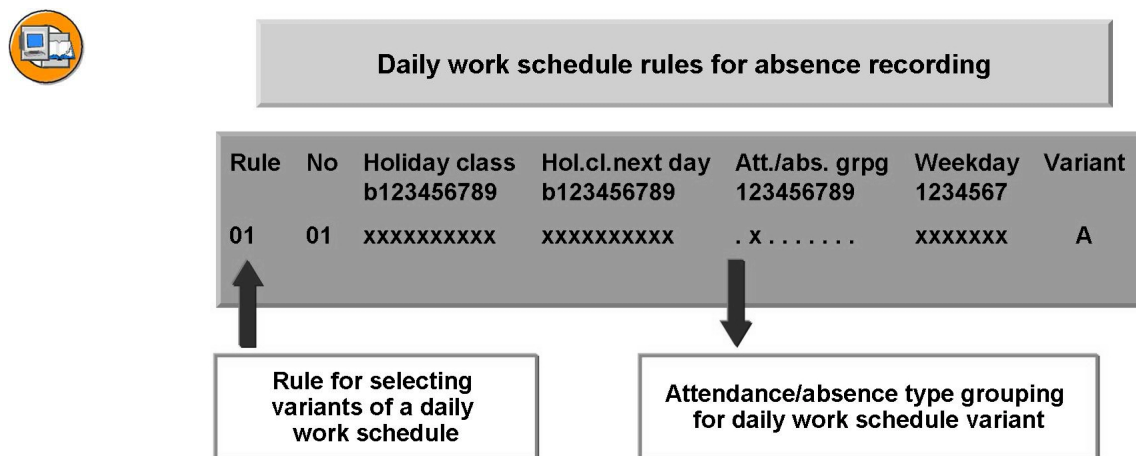 Daily work schedule rules for absence recording
Rule No Holiday class Hol.cl.next day Att./abs. grpg Weekday Variant
b123456789 b123456789 123456789 1234567
01 01 xxxxxxxxxx xxxxxxxxxx . x . . . . . . . xxxxxxx A
Rule for selecting
variants of a daily
work schedule
Attendance/absence type grouping
for daily work schedule variant